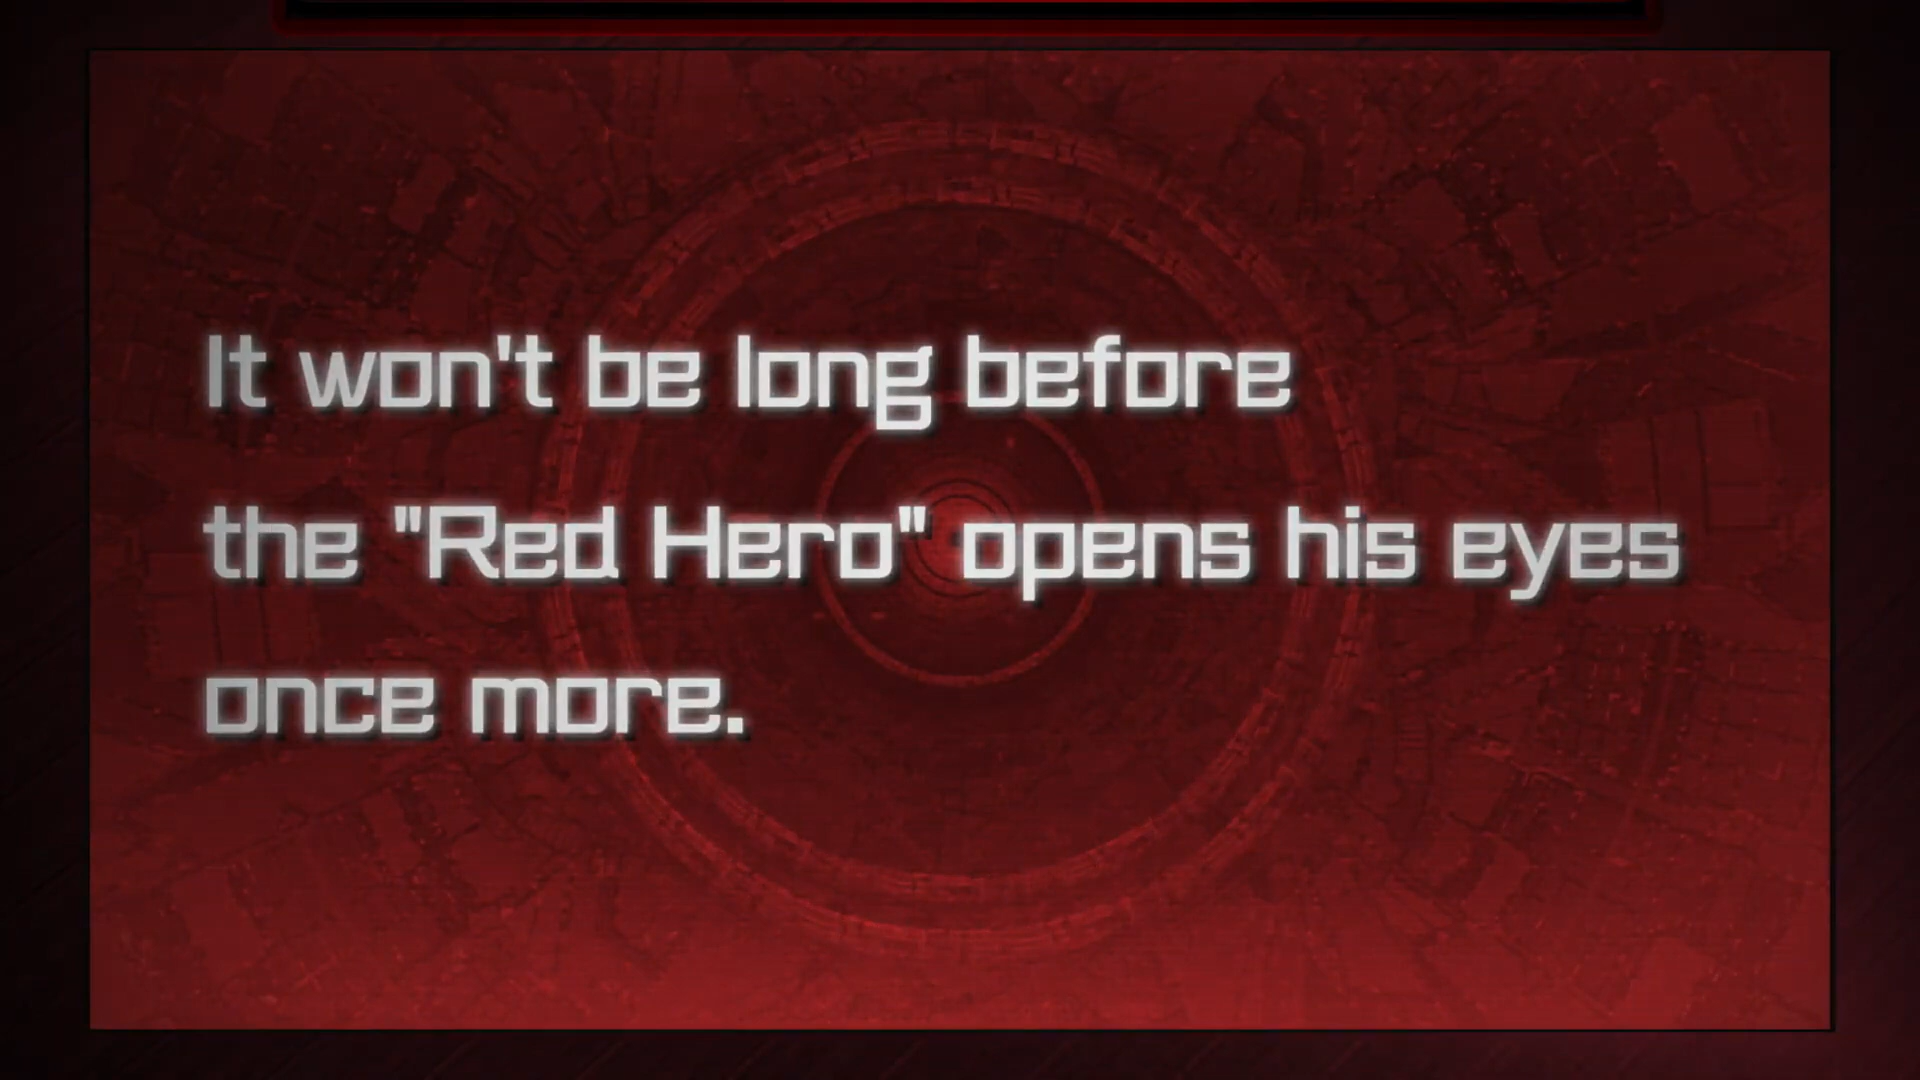 It won't be long before
the "Red Hero" opens his eyes
once more.